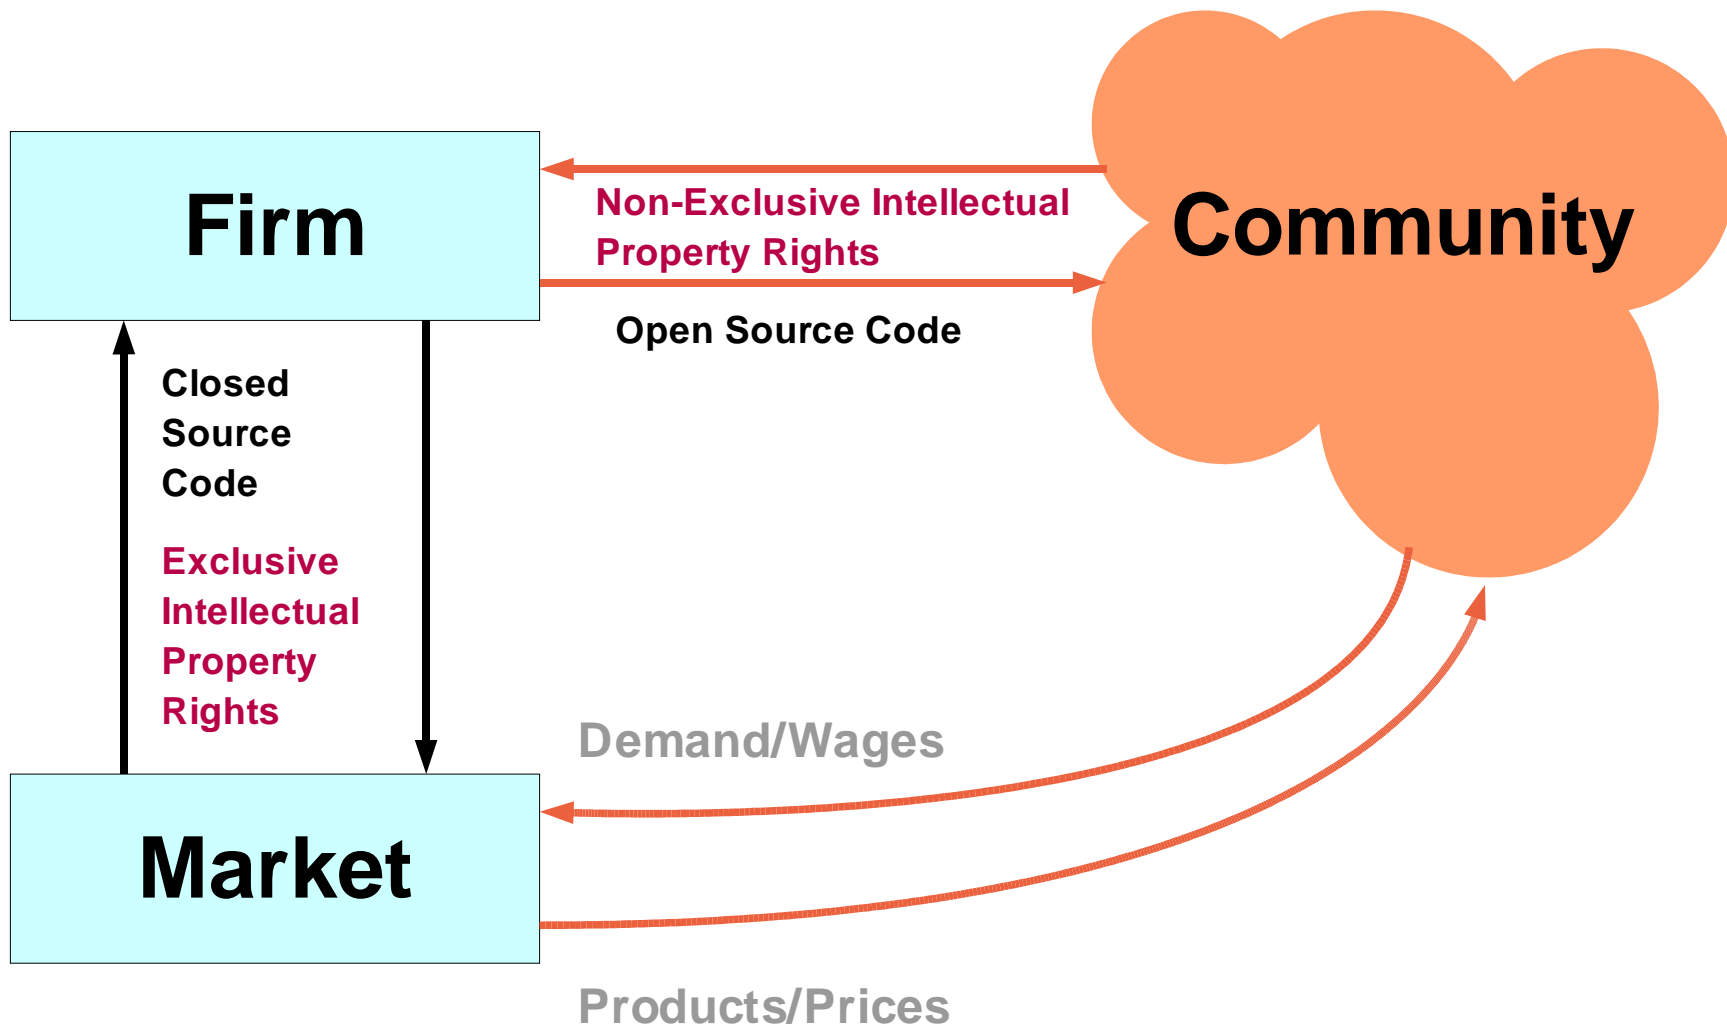 Firm
Non-Exclusive Intellectual
Property Rights
Community
Open Source Code
Closed
Source
Code
Exclusive
Intellectual
Property
Rights
Demand/Wages
Market
Products/Prices